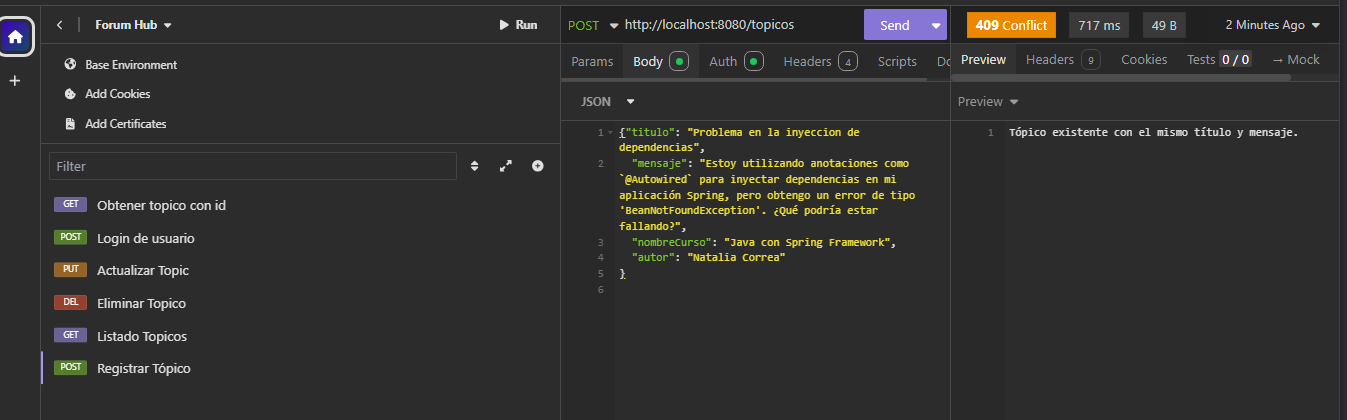 Forum Hub
Run
Base Environment
Add Cookies
Add Certificates
Filter
GET Obtener topico con id
POST Login de usuario
PUT Actualizar Topic
DEL Eliminar Topico
GET Listado Topicos
POST Registrar Tópico
POST http://localhost:8080/topicos Send
Params Body Auth Headers 4 Scripts Do
JSON
1 {"titulo": "Problema en la inyeccion de
dependencias",
2 "mensaje": "Estoy utilizando anotaciones como
`@Autowired` para inyectar dependencias en mi
aplicación Spring, pero obtengo un error de tipo
'BeanNotFoundException'. ¿Qué podría estar
fallando?",
3 "nombreCurso": "Java con Spring Framework",
4 "autor": "Natalia Correa"
5 }
6
409 Conflict 717 ms 49 B 2 Minutes Ago
Preview Headers 9 Cookies Tests 0 / 0 → Mock
Preview
1 Tópico existente con el mismo título y mensaje.